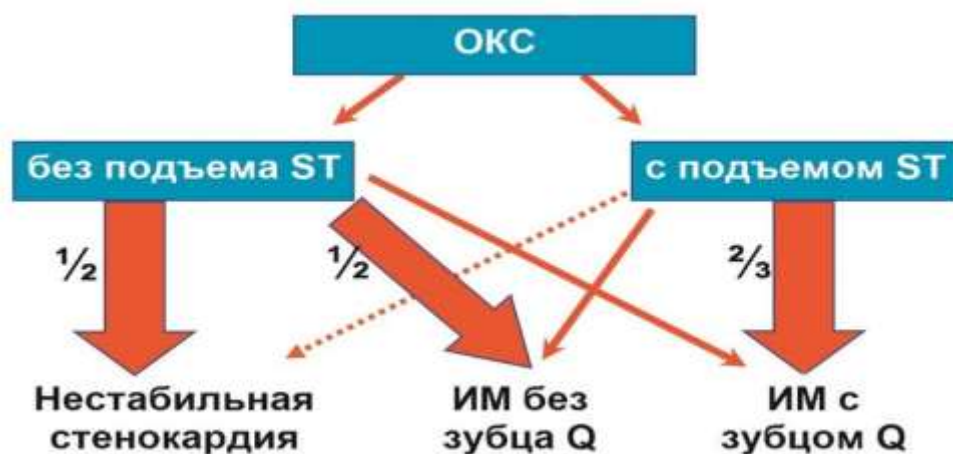 ОКС
без подъема ST
с подъемом ST
½
½
⅔
Нестабильная
стенокардия
ИМ без
зубца Q
ИМ с
зубцом Q